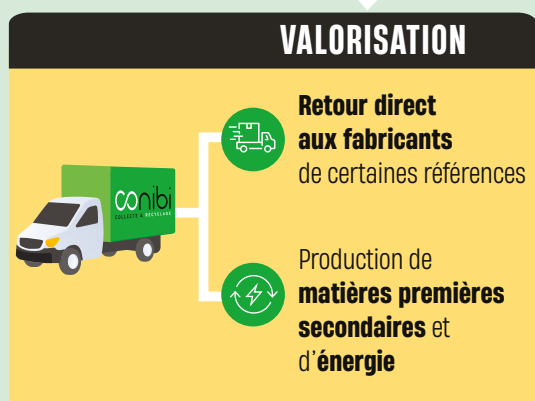 VALORISATION
Retour direct
aux fabricants
de certaines références
conibi
COLLECTE & RECYCLAGE
Production de
matières premières
secondaires et
d'énergie